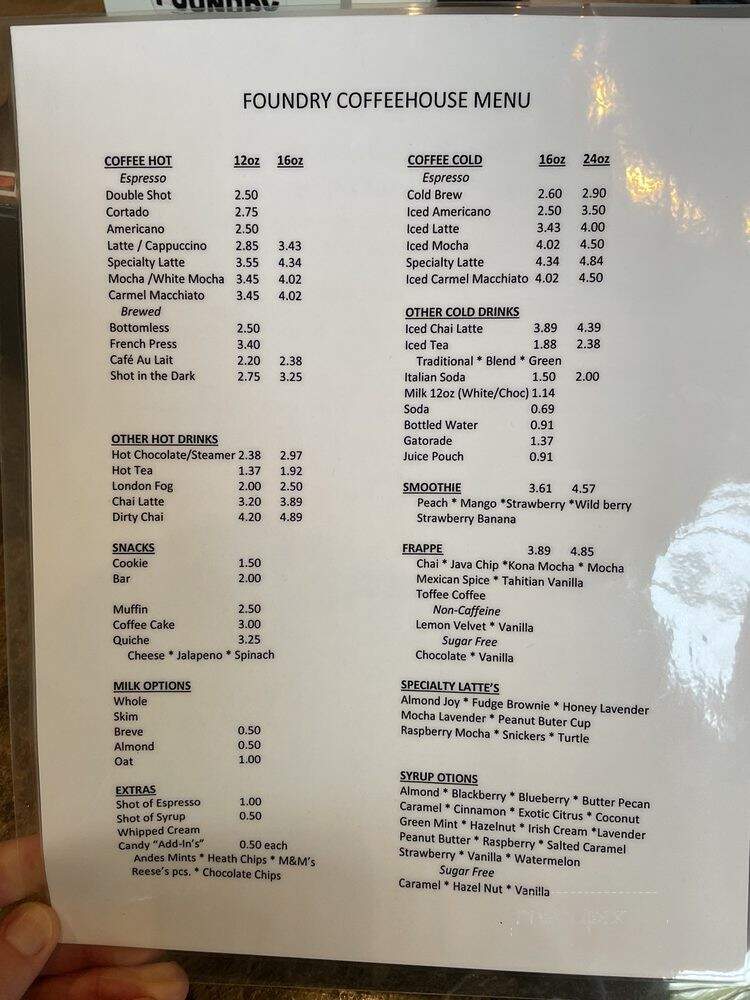 FOUNDRY
FOUNDRY COFFEEHOUSE MENU
COFFEE HOT 12oz 16oz
Espresso
Double Shot 2.50
Cortado 2.75
Americano 2.50
Latte / Cappuccino 2.85 3.43
Specialty Latte 3.55 4.34
Mocha /White Mocha 3.45 4.02
Carmel Macchiato 3.45 4.02
Brewed
Bottomless 2.50
French Press 3.40
Café Au Lait 2.20 2.38
Shot in the Dark 2.75 3.25
OTHER HOT DRINKS
Hot Chocolate/Steamer 2.38 2.97
Hot Tea 1.37 1.92
London Fog 2.00 2.50
Chai Latte 3.20 3.89
Dirty Chai 4.20 4.89
SNACKS
Cookie 1.50
Bar 2.00
Muffin 2.50
Coffee Cake 3.00
Quiche 3.25
Cheese * Jalapeno * Spinach
MILK OPTIONS
Whole
Skim
Breve 0.50
Almond 0.50
Oat 1.00
EXTRAS
Shot of Espresso 1.00
Shot of Syrup 0.50
Whipped Cream
Candy "Add-In's" 0.50 each
Andes Mints * Heath Chips * M&M's
Reese's pcs. * Chocolate Chips
COFFEE COLD 16oz 24oz
Espresso
Cold Brew 2.60 2.90
Iced Americano 2.50 3.50
Iced Latte 3.43 4.00
Iced Mocha 4.02 4.50
Specialty Latte 4.34 4.84
Iced Carmel Macchiato 4.02 4.50
OTHER COLD DRINKS
Iced Chai Latte 3.89 4.39
Iced Tea 1.88 2.38
Traditional * Blend * Green
Italian Soda 1.50 2.00
Milk 12oz (White/Choc) 1.14
Soda 0.69
Bottled Water 0.91
Gatorade 1.37
Juice Pouch 0.91
SMOOTHIE 3.61 4.57
Peach * Mango *Strawberry *Wild berry
Strawberry Banana
FRAPPE 3.89 4.85
Chai * Java Chip *Kona Mocha * Mocha
Mexican Spice * Tahitian Vanilla
Toffee Coffee
Non-Caffeine
Lemon Velvet * Vanilla
Sugar Free
Chocolate * Vanilla
SPECIALTY LATTE'S
Almond Joy * Fudge Brownie * Honey Lavender
Mocha Lavender * Peanut Buter Cup
Raspberry Mocha * Snickers * Turtle
SYRUP OTIONS
Almond * Blackberry * Blueberry * Butter Pecan
Caramel * Cinnamon * Exotic Citrus * Coconut
Green Mint * Hazelnut * Irish Cream *Lavender
Peanut Butter * Raspberry * Salted Caramel
Strawberry * Vanilla * Watermelon
Sugar Free
Caramel * Hazel Nut * Vanilla